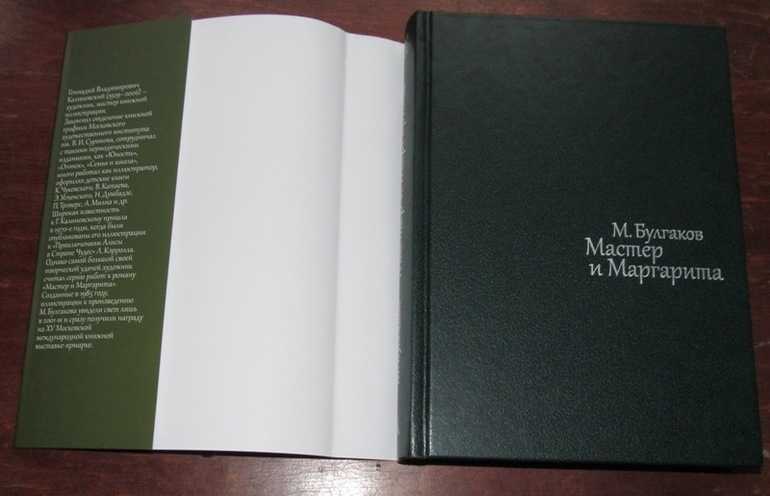 Геннадий Владимирович
Калиновский (1929–2006) –
художник, мастер книжной
иллюстрации.
Закончил отделение книжной
графики Московского
художественного института
им. В. И. Сурикова, сотрудничал
с такими периодическими
изданиями, как «Юность»,
«Огонек», «Семья и школа»,
много работал как иллюстратор,
оформляя детские книги
К. Чуковского, В. Катаева,
Э. Успенского, Н. Думбадзе,
П. Трэверс, А. Милна и др.
Широкая известность
к Г. Калиновскому пришла
в 1970-е годы, когда были
опубликованы его иллюстрации
к «Приключениям Алисы
в Стране Чудес» Л. Кэрролла.
Однако самой большой своей
творческой удачей художник
считал серию работ к роману
«Мастер и Маргарита».
Созданные в 1985 году,
иллюстрации к произведению
М. Булгакова увидели свет лишь
в 2001-м и сразу получили награду
на XV Московской
международной книжной
выставке-ярмарке.
М. Булгаков
Мастер
и Маргарита